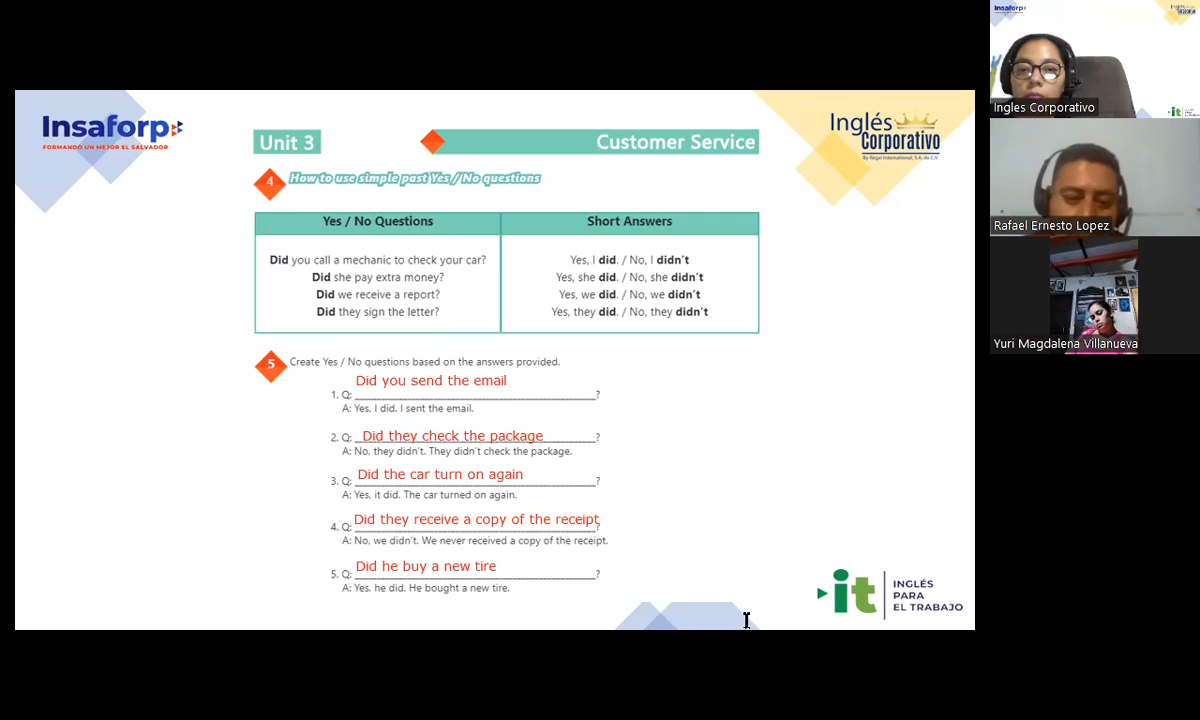 Insaforp
FORMANDO UN MEJOR EL SALVADOR
Unit 3
Customer Service
Inglés
Corporativo
By Regal International, S.A. de C.V.
4
How to use simple past Yes / No questions
Yes / No Questions
Short Answers
Did you call a mechanic to check your car?
Yes, I did. / No, I didn't
Did she pay extra money?
Yes, she did. / No, she didn't
Did we receive a report?
Yes, we did. / No, we didn't
Did they sign the letter?
Yes, they did. / No, they didn't
5
Create Yes / No questions based on the answers provided.
Did you send the email
1. Q: ?
A: Yes, I did. I sent the email.
2. Q: Did they check the package ?
A: No, they didn't. They didn't check the package.
Did the car turn on again
3. Q: ?
A: Yes, it did. The car turned on again.
Did they receive a copy of the receipt
4. Q: ?
A: No, we didn't. We never received a copy of the receipt.
Did he buy a new tire
5. Q: ?
A: Yes, he did. He bought a new tire.
it
INGLÉS
PARA
EL TRABAJO
Insaforp
Ingles Corporativo
Rafael Ernesto Lopez
Yuri Magdalena Villanueva